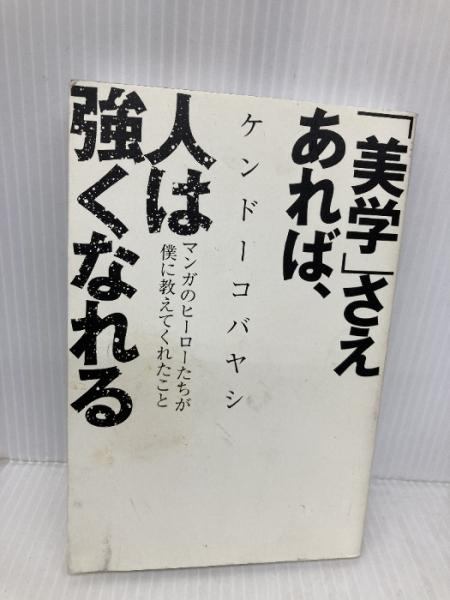 「美学」さえ
あれば、
人は
強くなれる
ケンドーコバヤシ
マンガのヒーローたちが
僕に教えてくれたこと